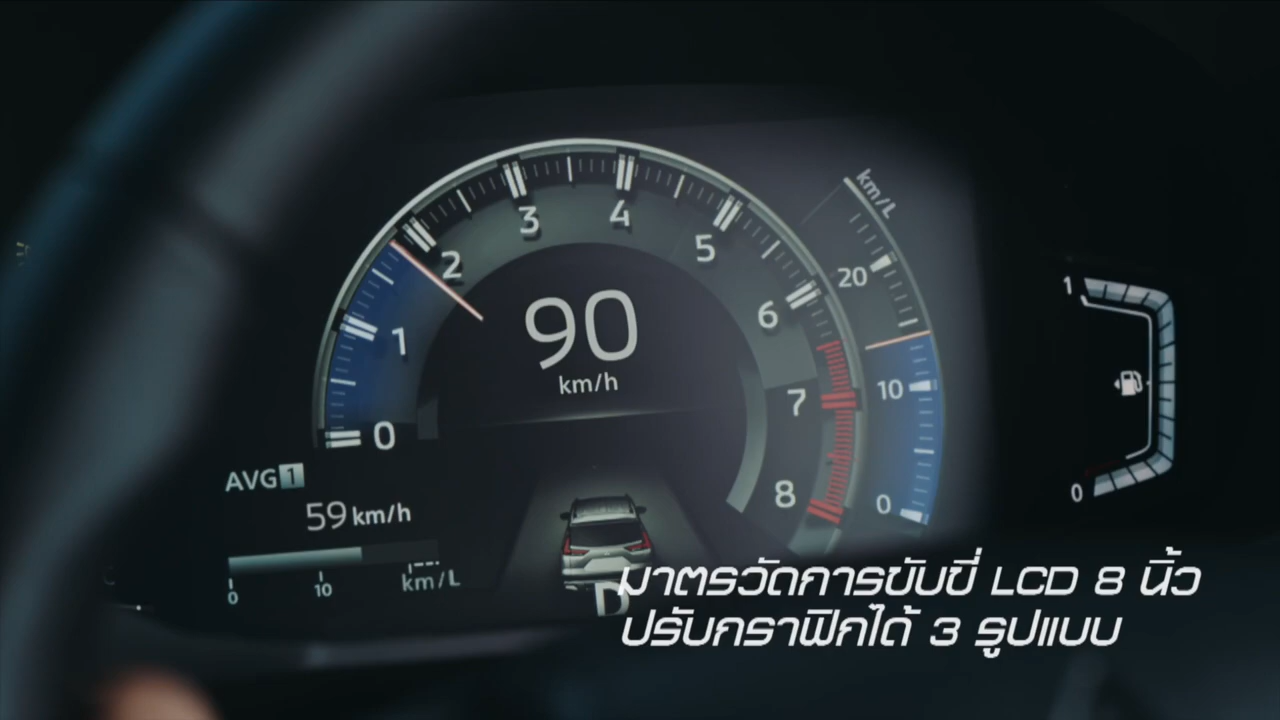 0
1
2
3
4
5
6
7
8
90
km/h
km/L
20
10
0
1
0
AVG 1
59 km/h
0 10 km/L
D
มาตรวัดการขับขี่ LCD 8 นิ้ว
ปรับกราฟิกได้ 3 รูปแบบ